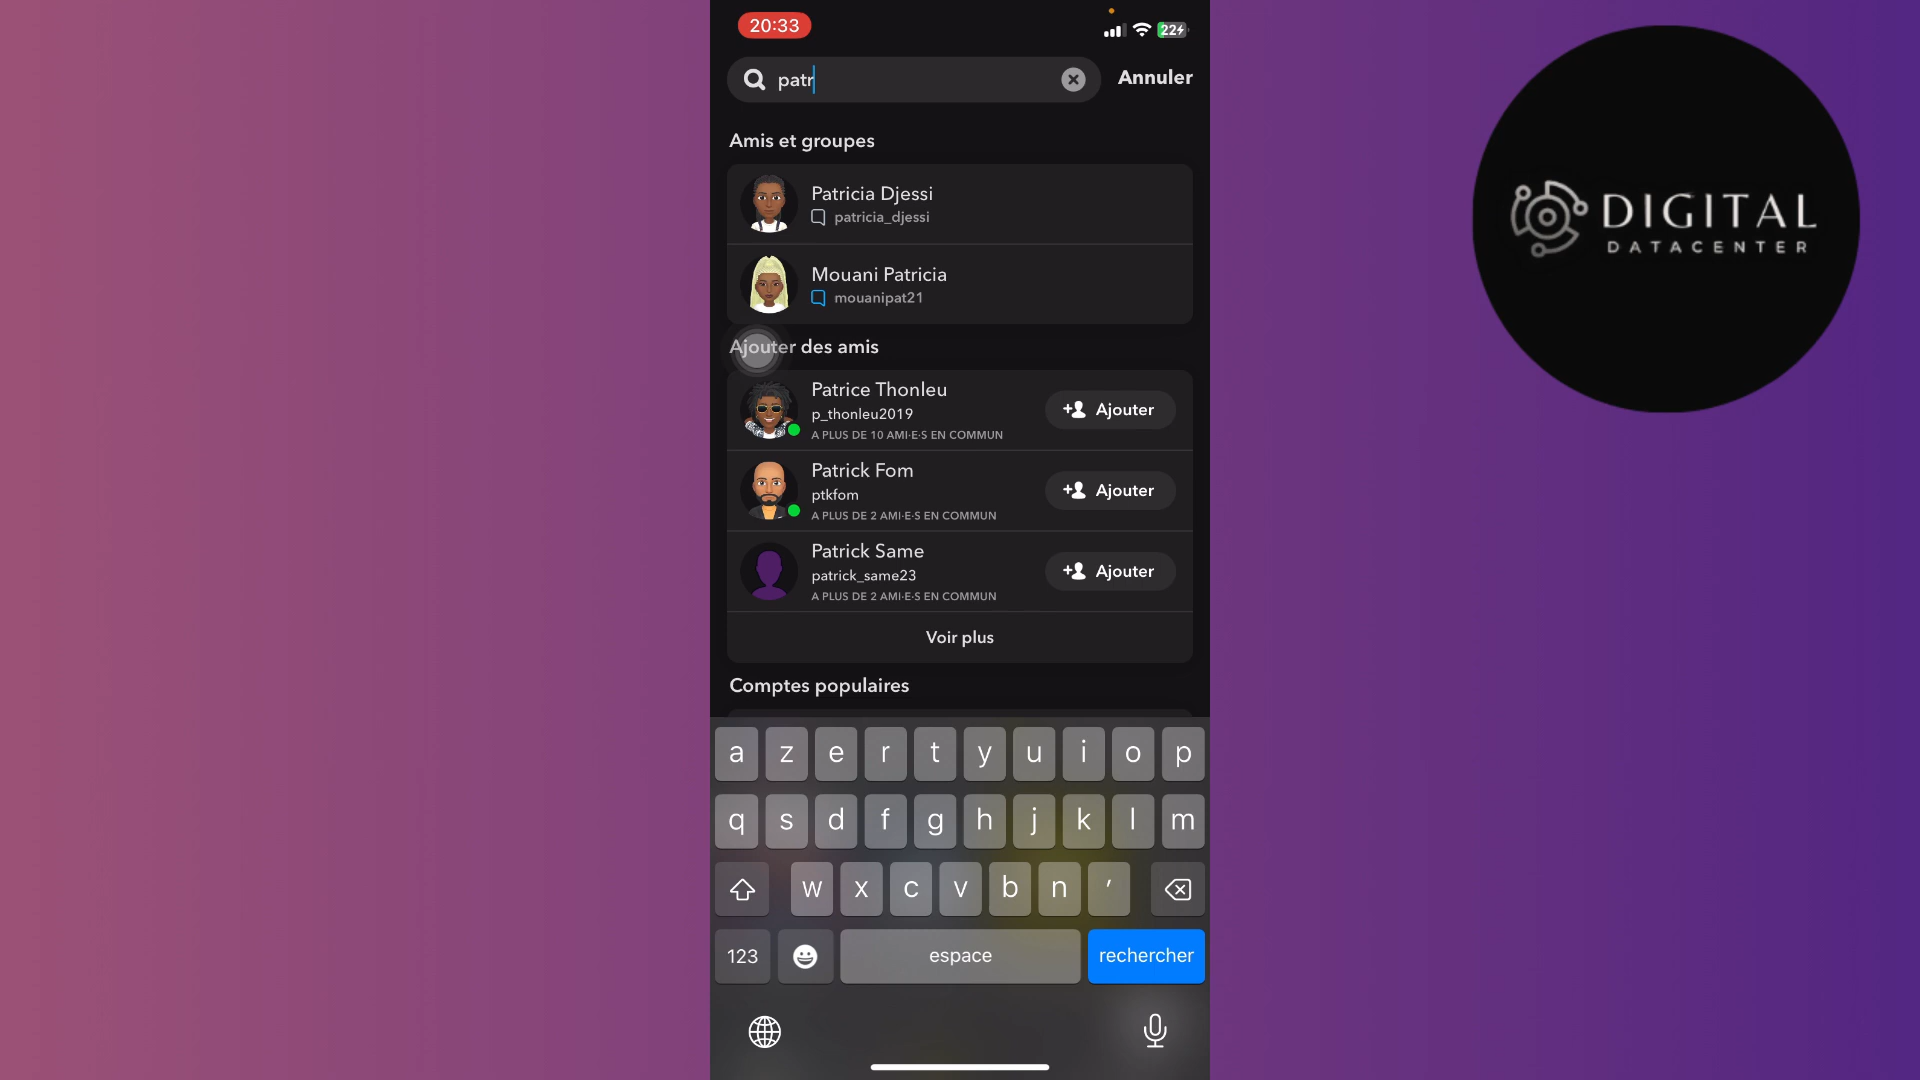 20:33
22
patr
Annuler
Amis et groupes
Patricia Djessi
patricia_djessi
Mouani Patricia
mouanipat21
Ajouter des amis
Patrice Thonleu
p_thonleu2019
A PLUS DE 10 AMI·E·S EN COMMUN
Ajouter
Patrick Fom
ptkfom
A PLUS DE 2 AMI·E·S EN COMMUN
Ajouter
Patrick Same
patrick_same23
A PLUS DE 2 AMI·E·S EN COMMUN
Ajouter
Voir plus
Comptes populaires
a z e r t y u i o p
q s d f g h j k l m
w x c v b n ’
123 espace rechercher
DIGITAL
DATACENTER